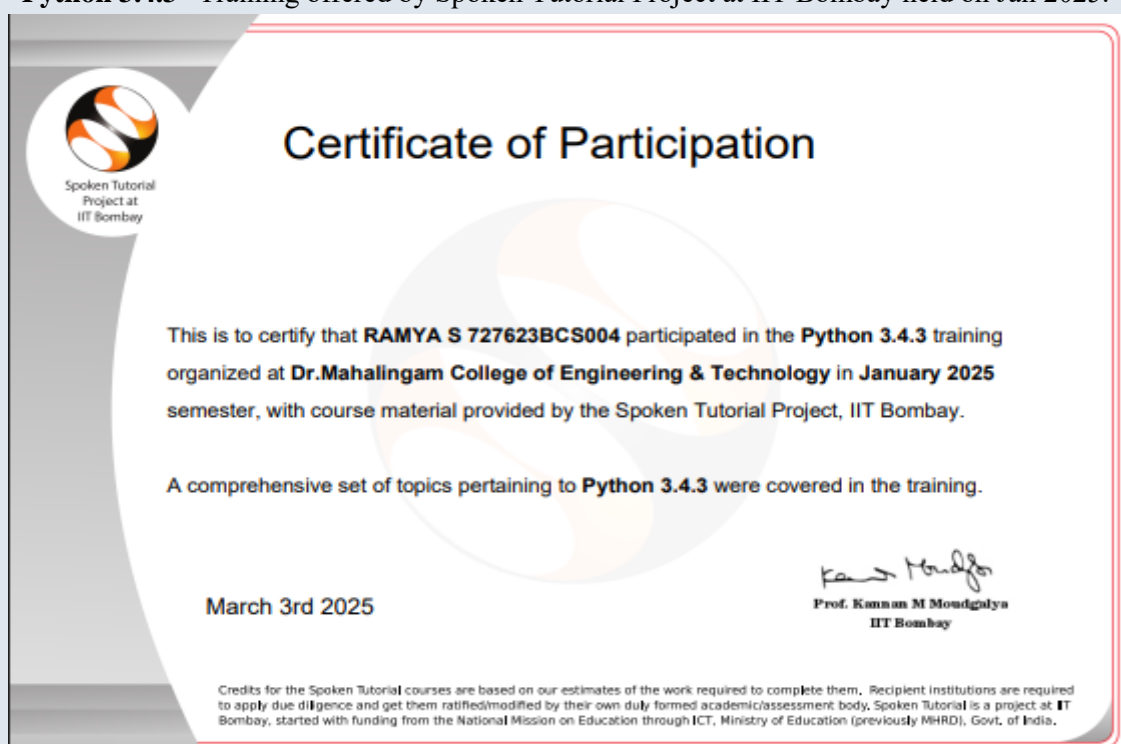 Python 3.4.3" Training offered by Spoken Tutorial Project at IIT Bombay held on Jan 2025.
Spoken Tutorial
Project at
IIT Bombay
Certificate of Participation
This is to certify that RAMYA S 727623BCS004 participated in the Python 3.4.3 training
organized at Dr.Mahalingam College of Engineering & Technology in January 2025
semester, with course material provided by the Spoken Tutorial Project, IIT Bombay.
A comprehensive set of topics pertaining to Python 3.4.3 were covered in the training.
March 3rd 2025
Prof. Kannan M Moudgalya
IIT Bombay
Credits for the Spoken Tutorial courses are based on our estimates of the work required to complete them. Recipient institutions are required
to apply due diligence and get them ratified/modified by their own duly formed academic/assessment body. Spoken Tutorial is a project at IIT
Bombay, started with funding from the National Mission on Education through ICT, Ministry of Education (previously MHRD), Govt. of India.